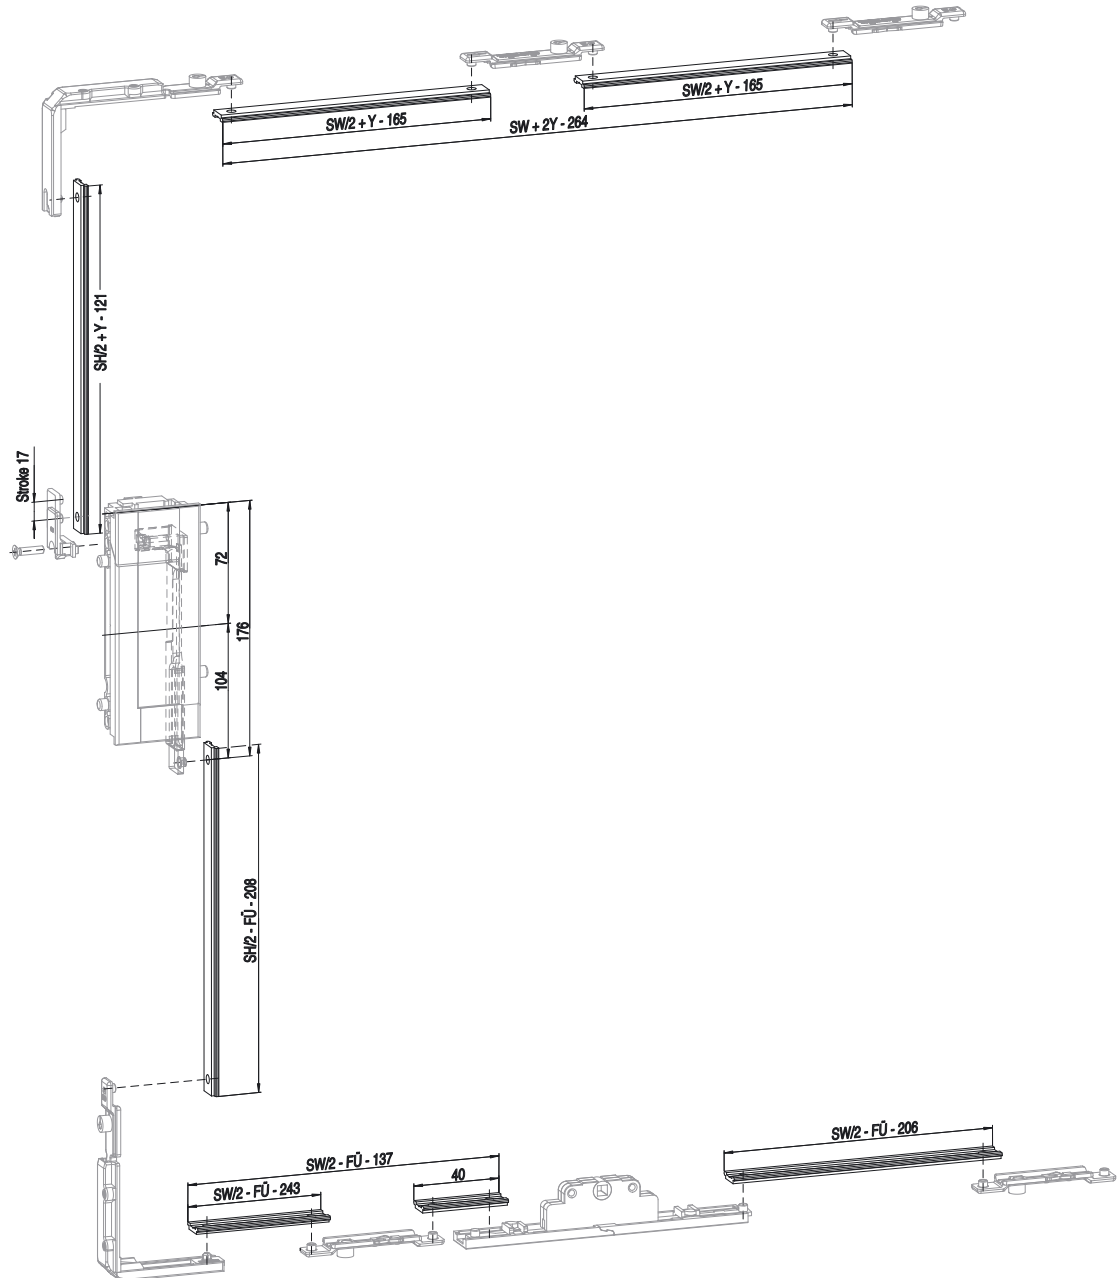 SW/2 + Y - 165
SW/2 + Y - 165
SW + 2Y - 264
SH/2 + Y - 121
Stroke 17
72
176
104
SH/2 - FÜ - 208
SW/2 - FÜ - 206
SW/2 - FÜ - 137
40
SW/2 - FÜ - 243